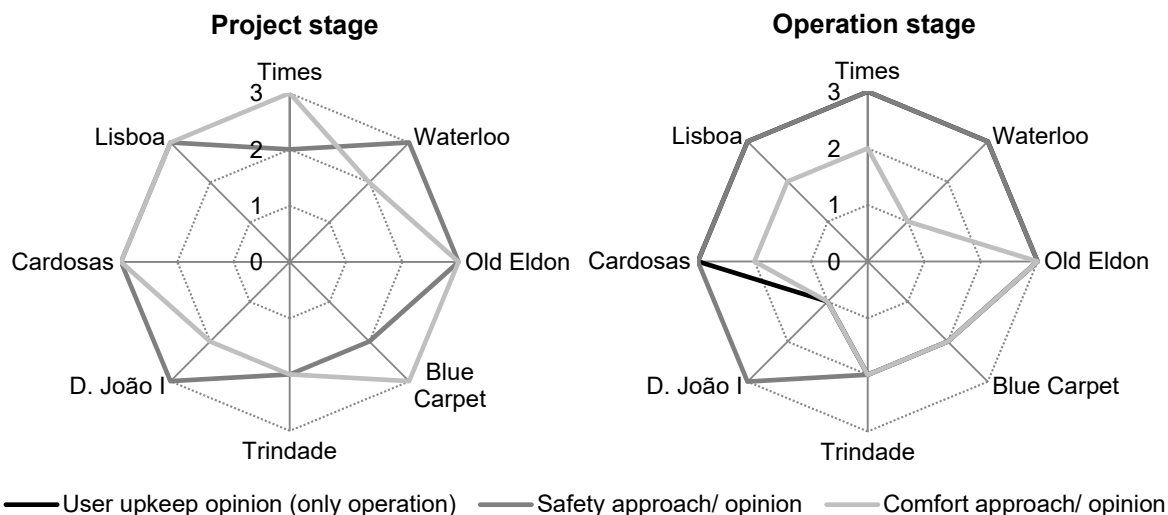 Project stage
Times
3
Lisboa
Waterloo
2
1
Cardosas
0
Old Eldon
D. João I
Blue
Carpet
Trindade
Operation stage
Times
3
Lisboa
Waterloo
2
1
Cardosas
0
Old Eldon
D. João I
Blue Carpet
Trindade
User upkeep opinion (only operation)
Safety approach/ opinion
Comfort approach/ opinion